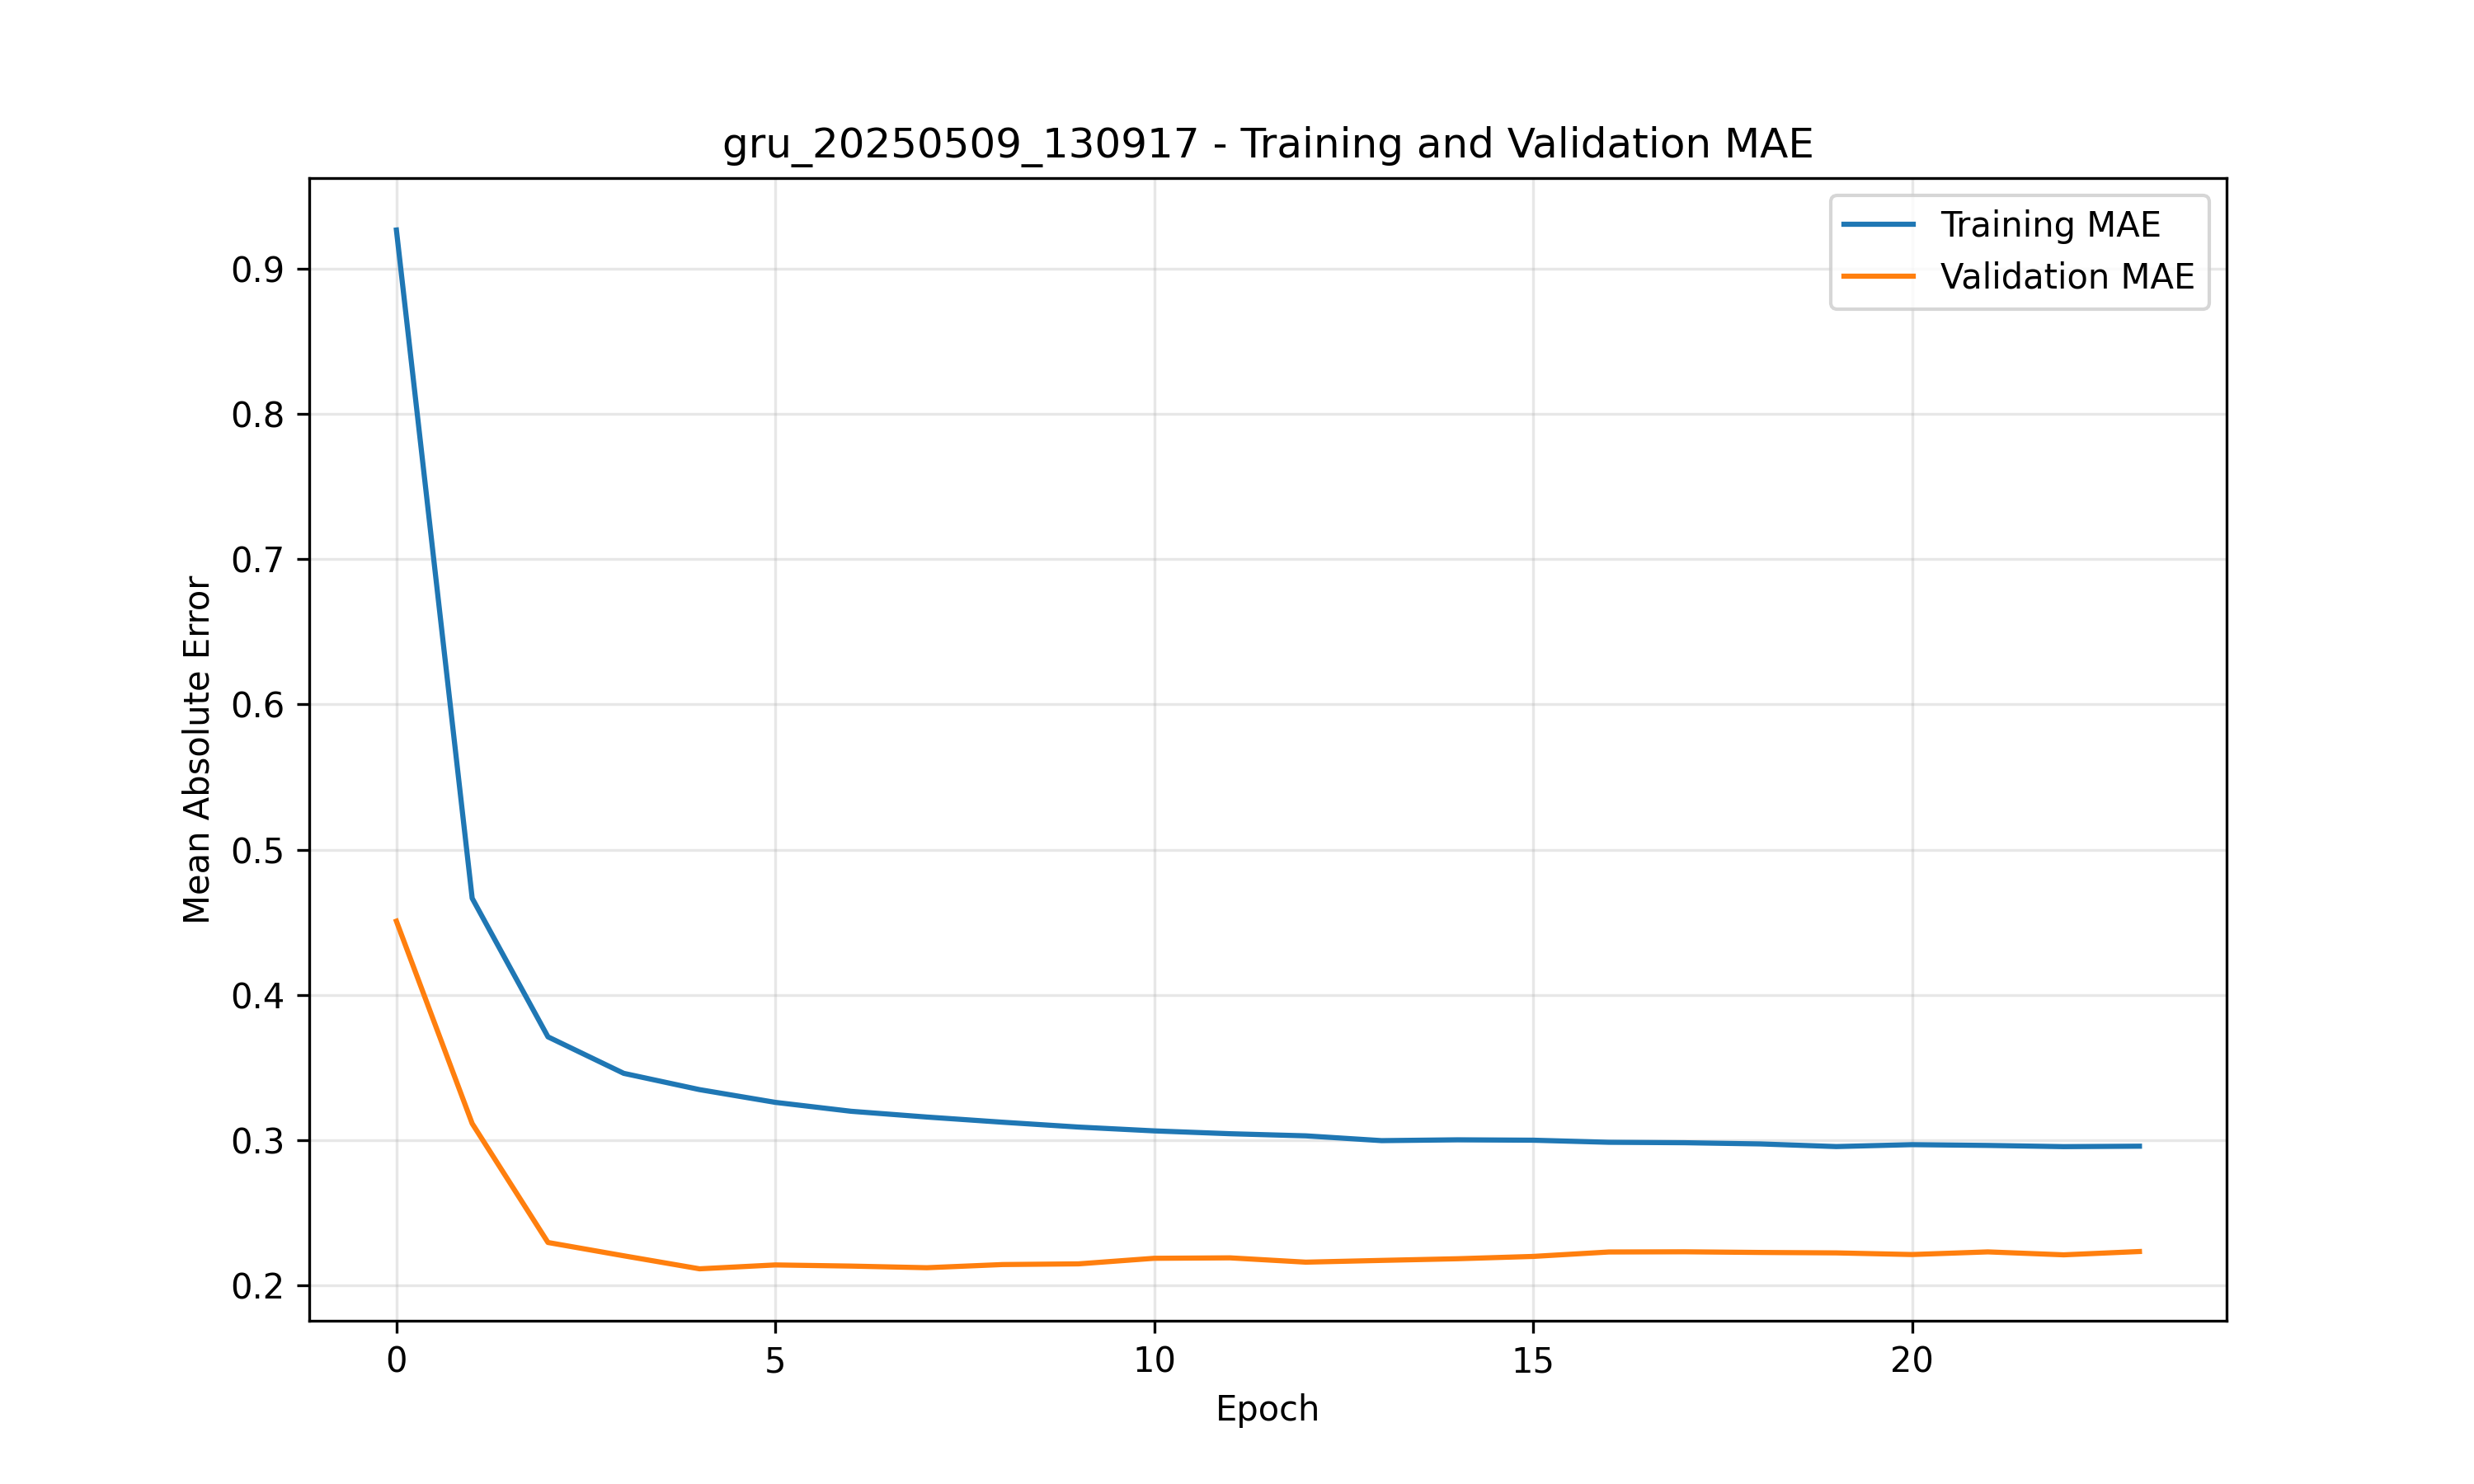 gru_20250509_130917 - Training and Validation MAE
Training MAE
Validation MAE
Mean Absolute Error
0.9
0.8
0.7
0.6
0.5
0.4
0.3
0.2
0
5
10
15
20
Epoch